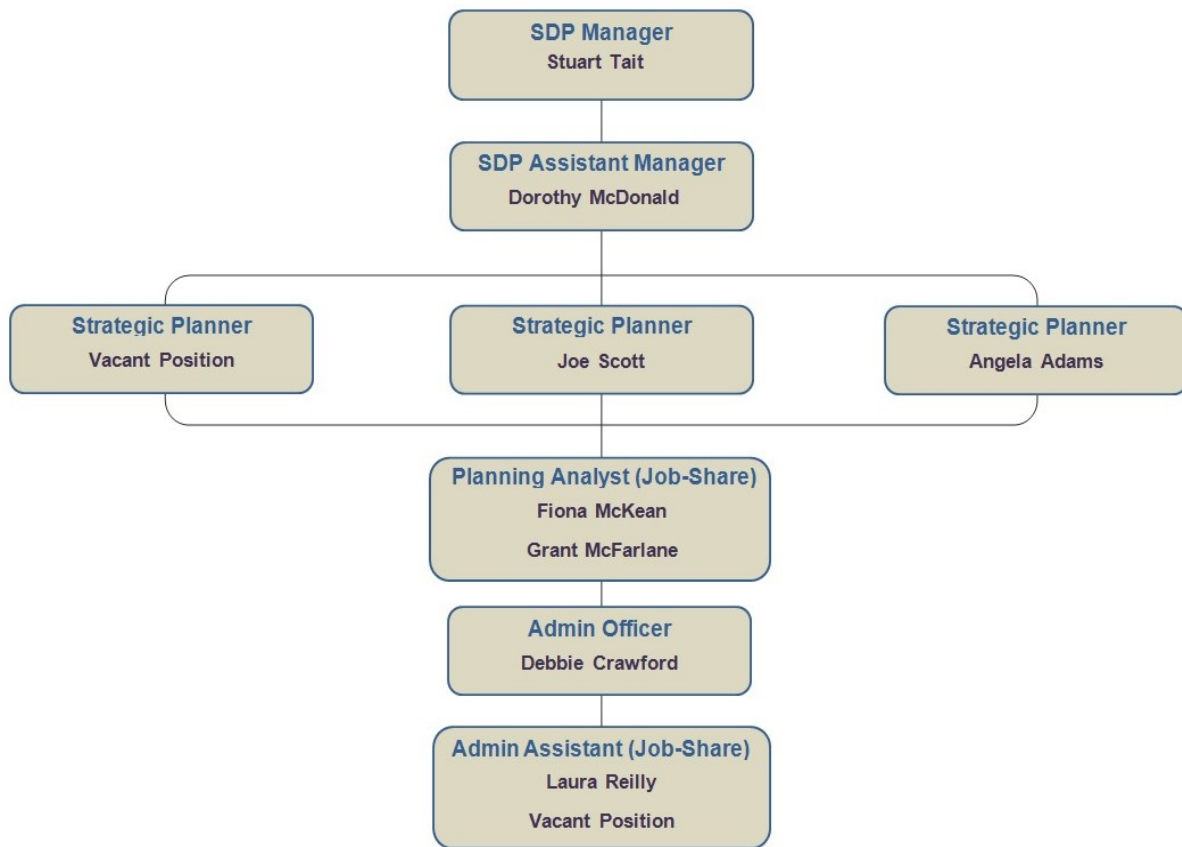 SDP Manager
Stuart Tait
SDP Assistant Manager
Dorothy McDonald
Strategic Planner
Vacant Position
Strategic Planner
Joe Scott
Strategic Planner
Angela Adams
Planning Analyst (Job-Share)
Fiona McKean
Grant McFarlane
Admin Officer
Debbie Crawford
Admin Assistant (Job-Share)
Laura Reilly
Vacant Position